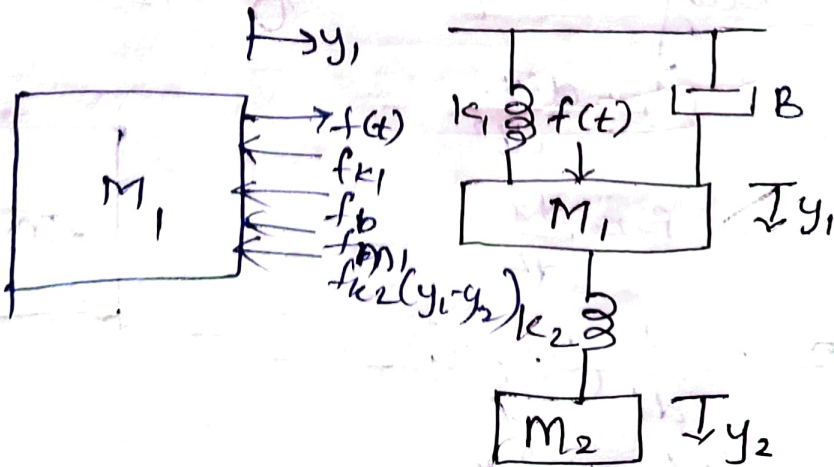 y₁
M₁
f(t)
fK₁
fb
fm₁
fK₂(y₁-y₂)
K₁
f(t)
B
M₁
y₁
K₂
M₂
y₂